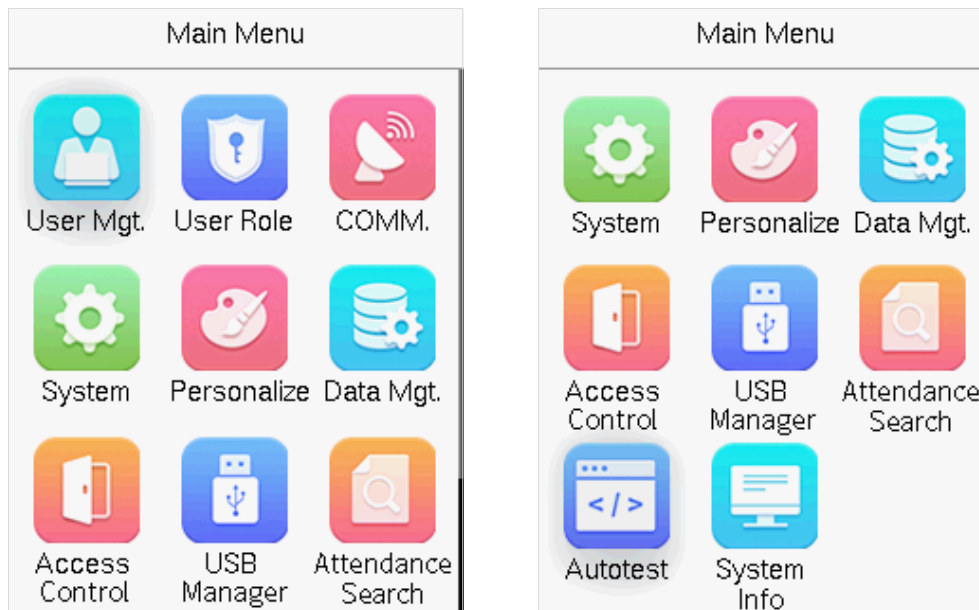 Main Menu
User Mgt. User Role COMM.
System Personalize Data Mgt.
Access Control USB Manager Attendance Search
Main Menu
System Personalize Data Mgt.
Access Control USB Manager Attendance Search
</> Autotest System Info